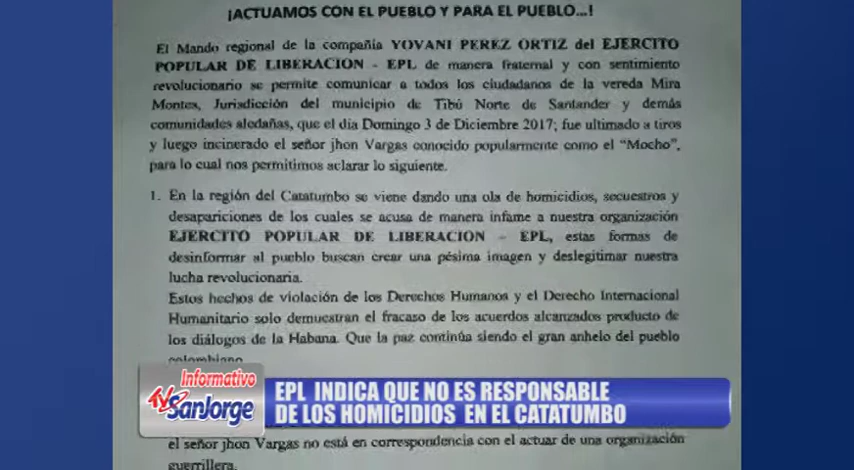 ¡ACTUAMOS CON EL PUEBLO Y PARA EL PUEBLO...!
El Mando regional de la compañía YOVANI PEREZ ORTIZ del EJERCITO
POPULAR DE LIBERACION - EPL de manera fraternal y con sentimiento
revolucionario se permite comunicar a todos los ciudadanos de la vereda Mira
Montes, Jurisdicción del municipio de Tibú Norte de Santander y demás
comunidades aledañas, que el día Domingo 3 de Diciembre 2017; fue ultimado a tiros
y luego incinerado el señor jhon Vargas conocido popularmente como el "Mocho",
para lo cual nos permitimos aclarar lo siguiente.
1. En la región del Catatumbo se viene dando una ola de homicidios, secuestros y
desapariciones de los cuales se acusa de manera infame a nuestra organización
EJERCITO POPULAR DE LIBERACION - EPL, estas formas de
desinformar al pueblo buscan crear una pésima imagen y deslegitimar nuestra
lucha revolucionaria.
Estos hechos de violación de los Derechos Humanos y el Derecho Internacional
Humanitario solo demuestran el fracaso de los acuerdos alcanzados producto de
los diálogos de la Habana. Que la paz continúa siendo el gran anhelo del pueblo
colombiano
Informativo
TV SanJorge
EPL INDICA QUE NO ES RESPONSABLE
DE LOS HOMICIDIOS EN EL CATATUMBO
el señor jhon Vargas no está en correspondencia con el actuar de una organización
guerrillera.